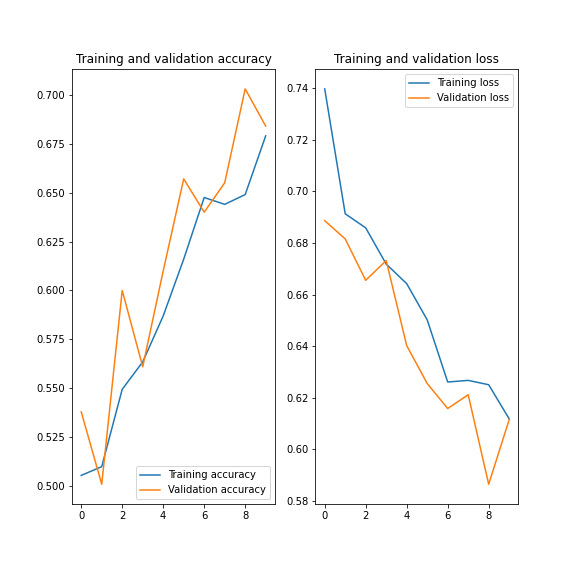 Training and validation accuracy
0.700
0.675
0.650
0.625
0.600
0.575
0.550
0.525
0.500
Training accuracy
Validation accuracy
0 2 4 6 8
Training and validation loss
Training loss
Validation loss
0.74
0.72
0.70
0.68
0.66
0.64
0.62
0.60
0.58
0 2 4 6 8